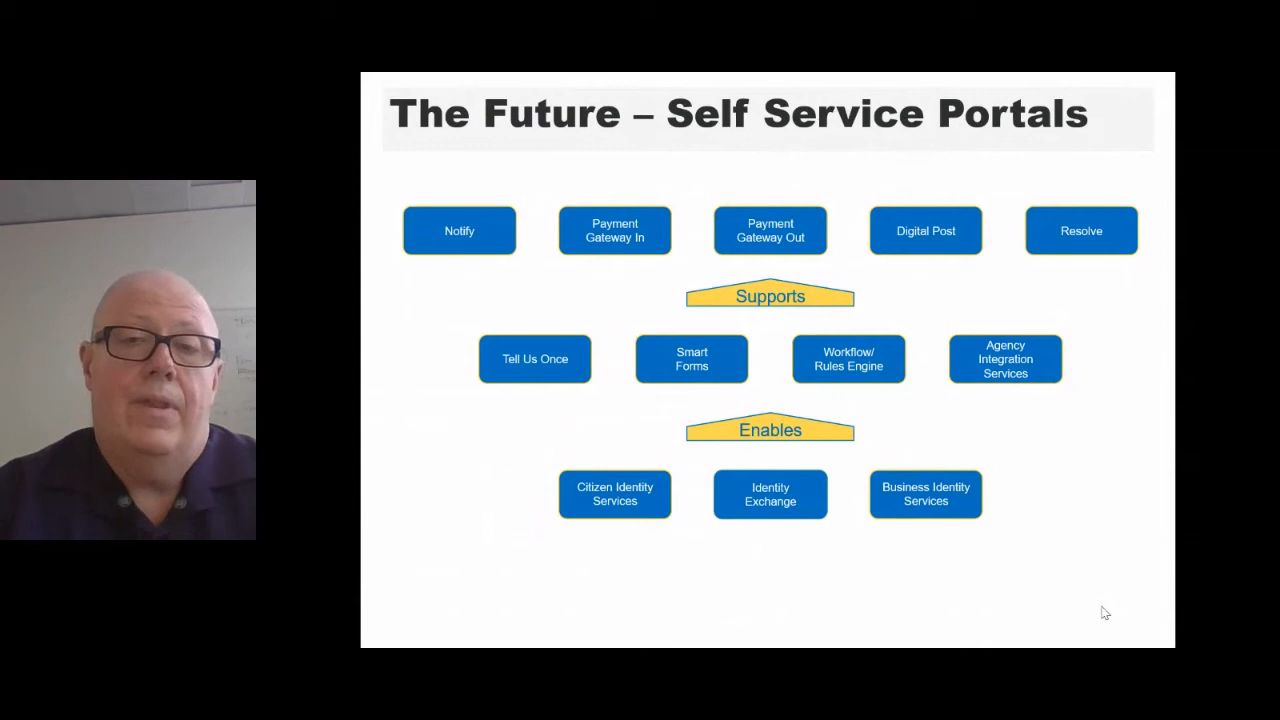 The Future – Self Service Portals
Notify
Payment
Gateway In
Payment
Gateway Out
Digital Post
Resolve
Supports
Tell Us Once
Smart
Forms
Workflow/
Rules Engine
Agency
Integration
Services
Enables
Citizen Identity
Services
Identity
Exchange
Business Identity
Services